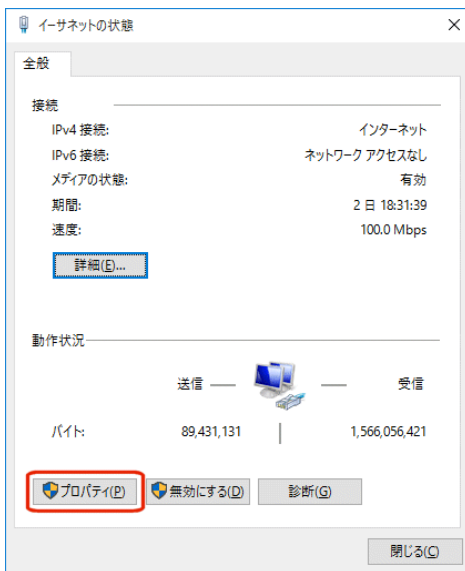 イーサネットの状態
全般
接続
IPv4 接続: インターネット
IPv6 接続: ネットワーク アクセスなし
メディアの状態: 有効
期間: 2 日 18:31:39
速度: 100.0 Mbps
詳細(E)...
動作状況
送信 受信
バイト: 89,431,131 1,566,056,421
プロパティ(P) 無効にする(D) 診断(G)
閉じる(C)